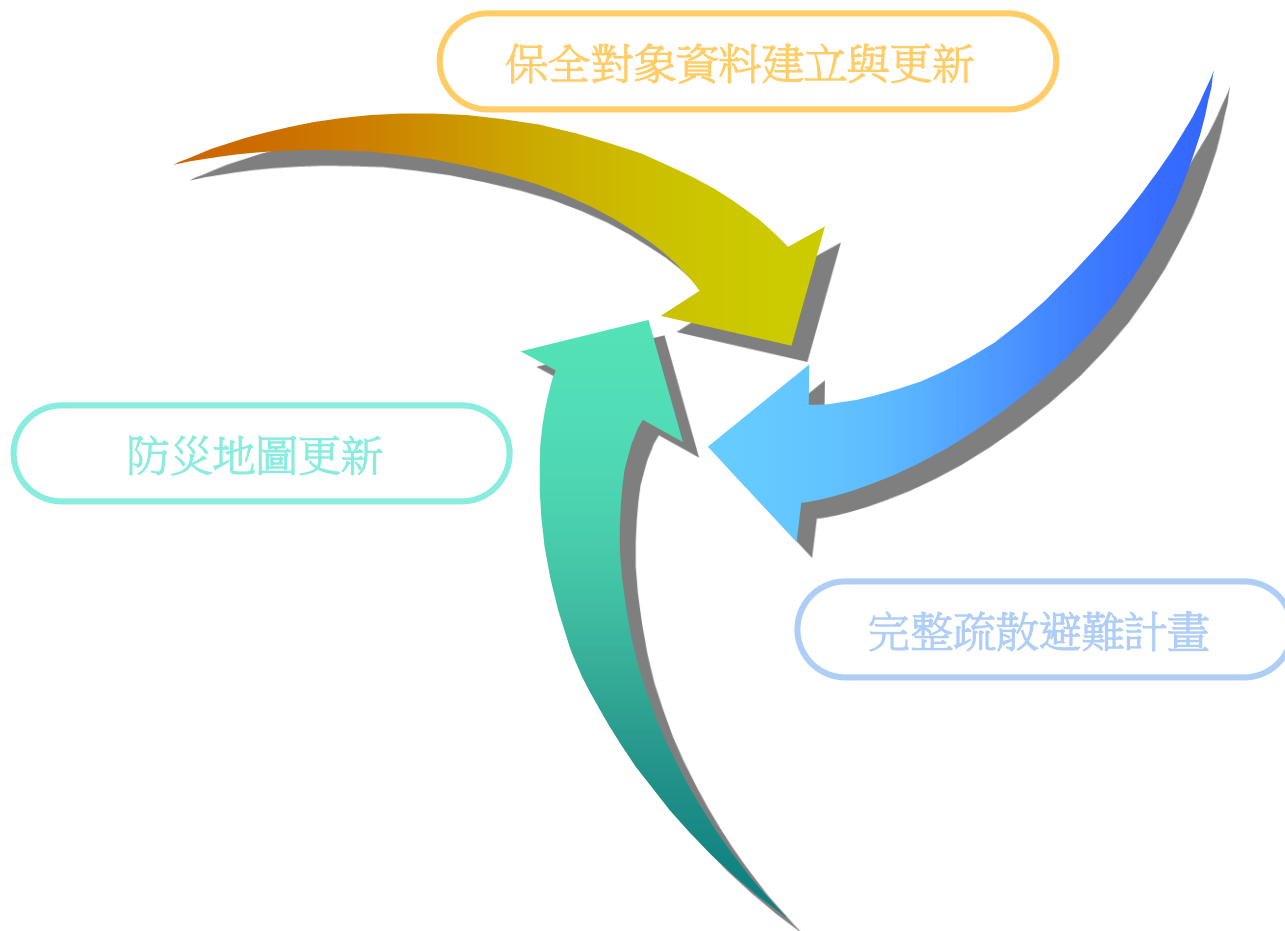 保全對象資料建立與更新
防災地圖更新
完整疏散避難計畫